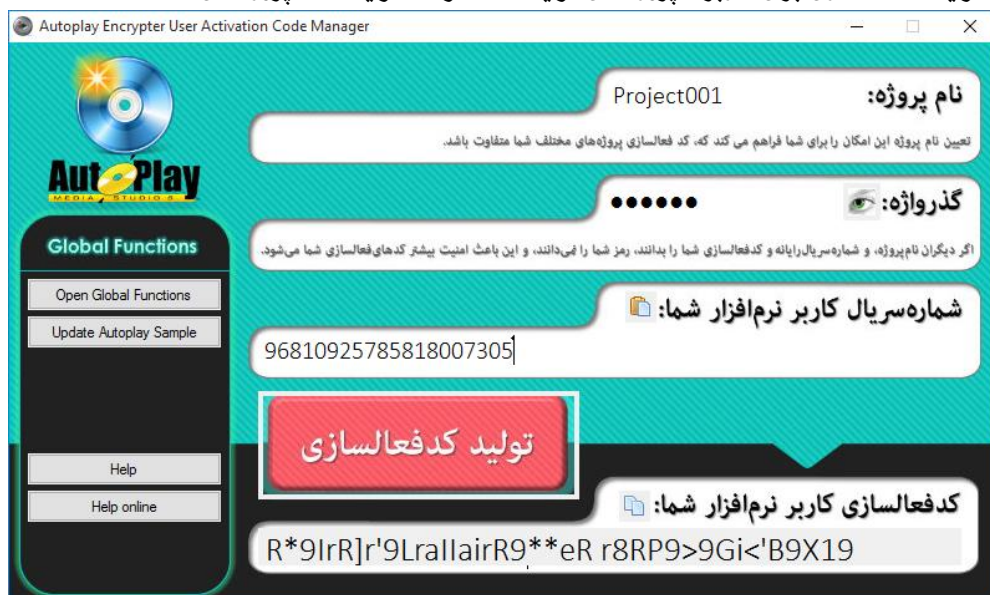 Autoplay Encrypter User Activation Code Manager
نام پروژه:
Project001
تعیین نام پروژه این امکان را برای شما فراهم می کند که، کد فعالسازی پروژه‌های مختلف شما متفاوت باشد.
AutoPlay
MEDIA STUDIO 8
گذرواژه:
●●●●●●
اگر دیگران نام‌پروژه، و شماره‌سریال‌رایانه و کدفعالسازی شما را بدانند، رمز شما را نمی‌دانند، و این باعث امنیت بیشتر کدهای‌فعالسازی شما می‌شود.
Global Functions
Open Global Functions
Update Autoplay Sample
شماره‌سریال کاربر نرم‌افزار شما:
96810925785818007305
تولید کدفعالسازی
Help
Help online
کدفعالسازی کاربر نرم‌افزار شما:
R*9IrR]r'9LraIIairR9**eR r8RP9>9Gi<'B9X19